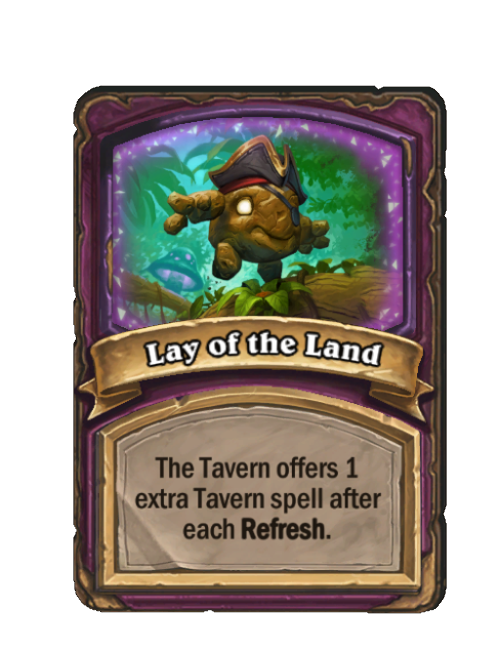 Lay of the Land
The Tavern offers 1
extra Tavern spell after
each Refresh.